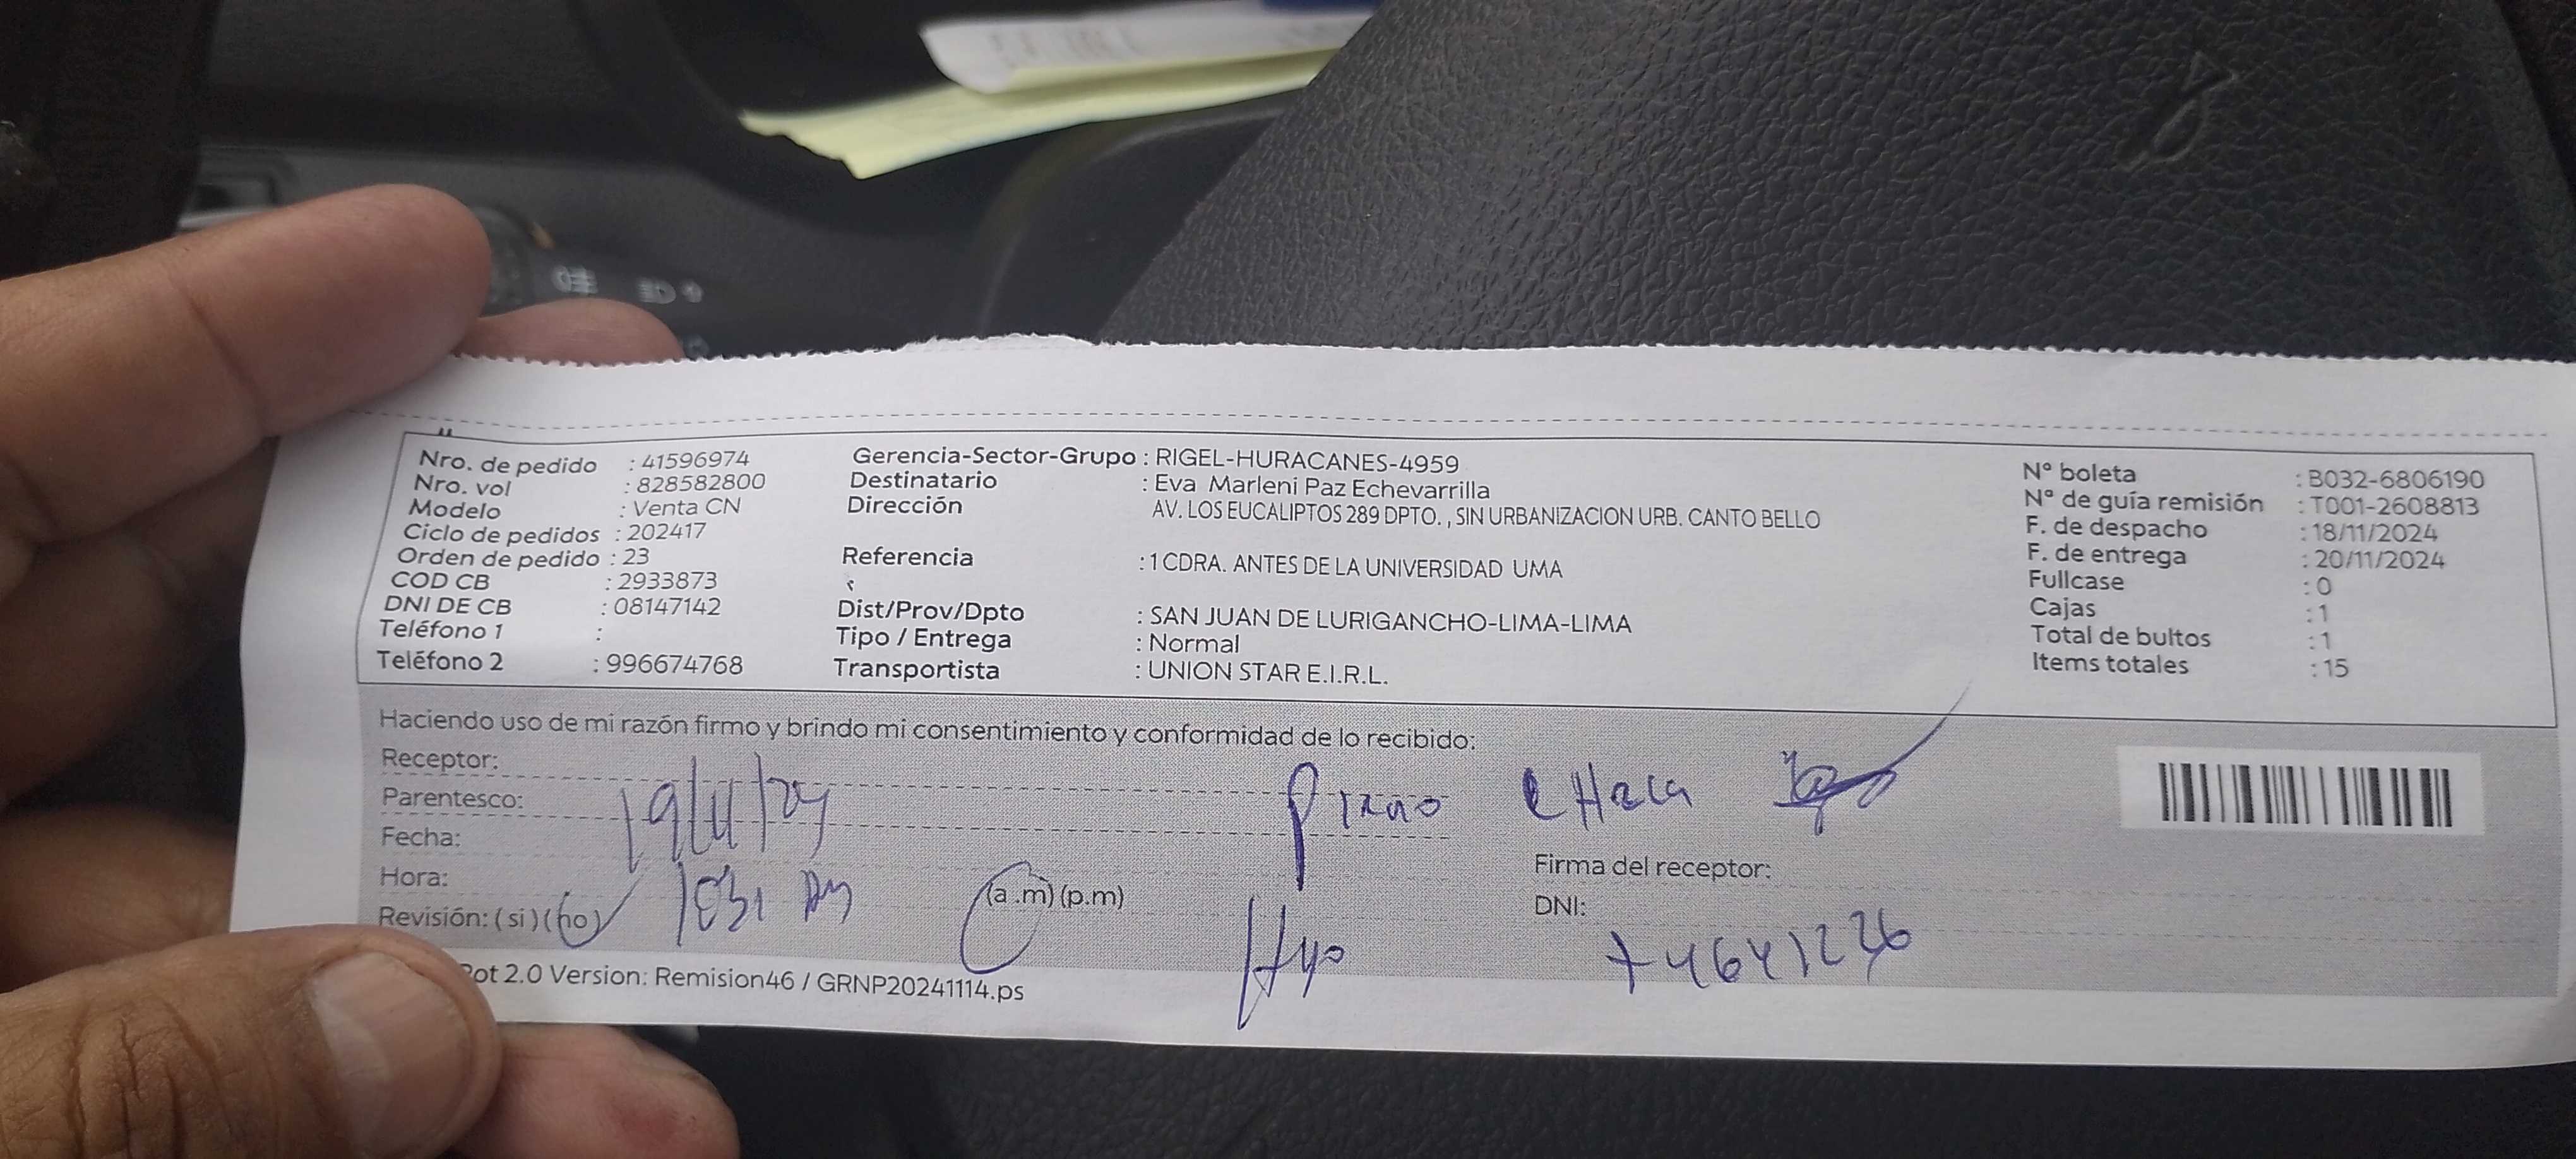 Nro. de pedido : 41596974
Nro. vol : 828582800
Modelo : Venta CN
Ciclo de pedidos : 202417
Orden de pedido : 23
COD CB : 2933873
DNI DE CB : 08147142
Teléfono 1 :
Teléfono 2 : 996674768
Gerencia-Sector-Grupo : RIGEL-HURACANES-4959
Destinatario : Eva Marleni Paz Echevarrilla
Dirección AV. LOS EUCALIPTOS 289 DPTO. , SIN URBANIZACION URB. CANTO BELLO
Referencia : 1 CDRA. ANTES DE LA UNIVERSIDAD UMA
Dist/Prov/Dpto : SAN JUAN DE LURIGANCHO-LIMA-LIMA
Tipo / Entrega : Normal
Transportista : UNION STAR E.I.R.L.
N° boleta : B032-6806190
N° de guía remisión : T001-2608813
F. de despacho : 18/11/2024
F. de entrega : 20/11/2024
Fullcase : 0
Cajas : 1
Total de bultos : 1
Items totales : 15
Haciendo uso de mi razón firmo y brindo mi consentimiento y conformidad de lo recibido:
Receptor:
Parentesco:
19/11/24
Fecha:
Hora: (a.m) (p.m)
Revisión: (si) (no)
Firma del receptor:
DNI:
Hyo
ot 2.0 Version: Remision46 / GRNP20241114.ps